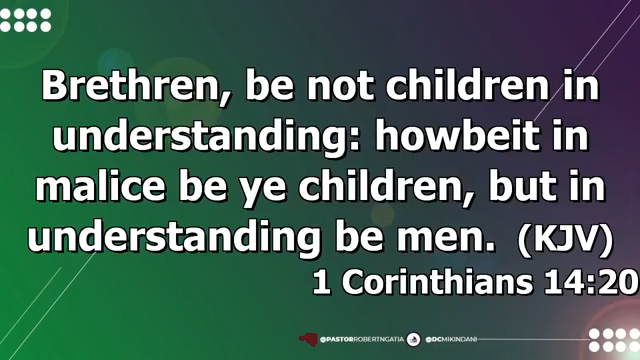 Brethren, be not children in
understanding: howbeit in
malice be ye children, but in
understanding be men. (KJV)
1 Corinthians 14:20
@PASTORROBERTNGATIA @DCMIKINDANI